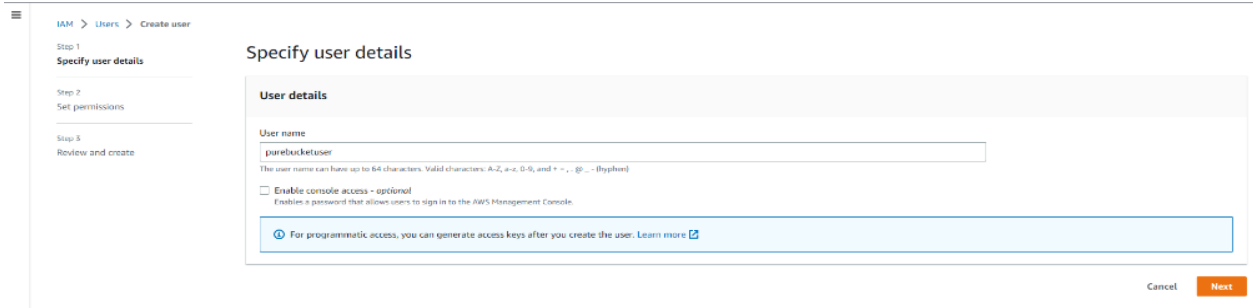 IAM > Users > Create user
Step 1
Specify user details
Step 2
Set permissions
Step 3
Review and create
Specify user details
User details
User name
purebucketuser
The user name can have up to 64 characters. Valid characters: A-Z, a-z, 0-9, and + = , . @ _ - (hyphen)
Enable console access - optional
Enables a password that allows users to sign in to the AWS Management Console.
For programmatic access, you can generate access keys after you create the user. Learn more
Cancel
Next